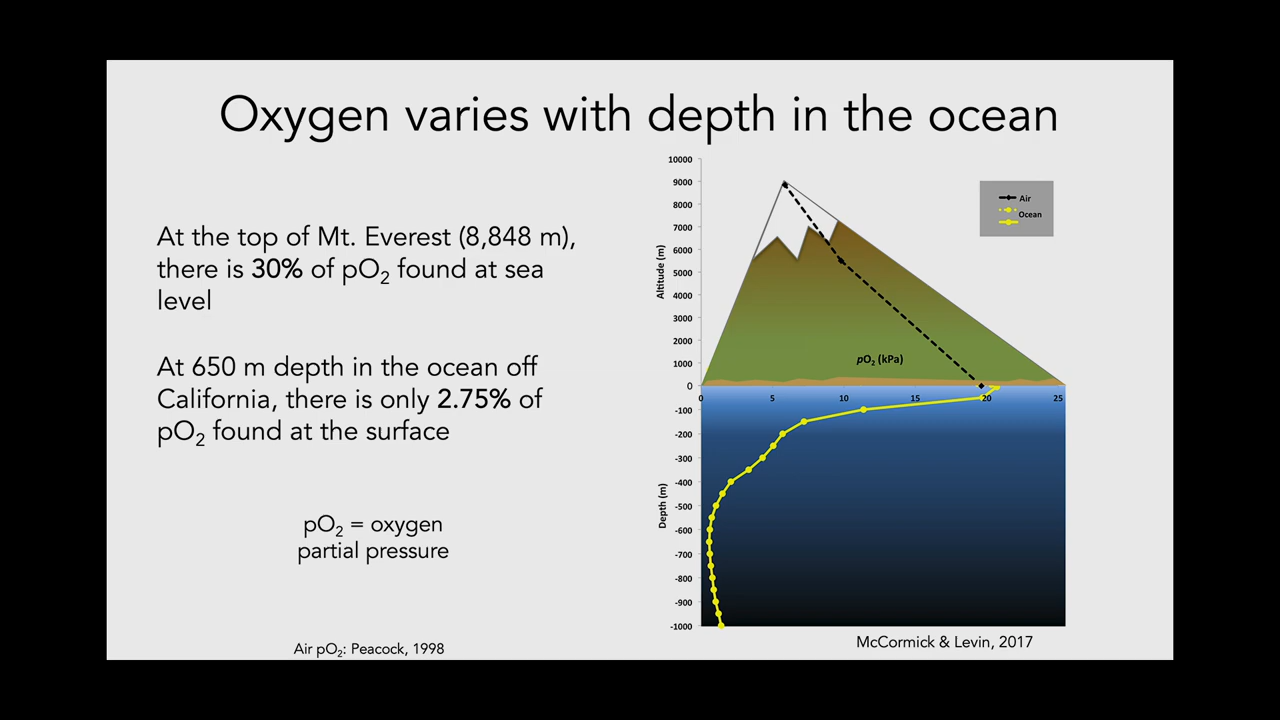 Oxygen varies with depth in the ocean
At the top of Mt. Everest (8,848 m),
there is 30% of pO₂ found at sea
level
At 650 m depth in the ocean off
California, there is only 2.75% of
pO₂ found at the surface
pO₂ = oxygen
partial pressure
Air pO₂: Peacock, 1998
10000
9000
8000
7000
6000
5000
4000
3000
2000
1000
0
Altitude (m)
Air
Ocean
pO₂ (kPa)
0 5 10 15 20 25
-100
-200
-300
-400
-500
-600
-700
-800
-900
-1000
Depth (m)
McCormick & Levin, 2017